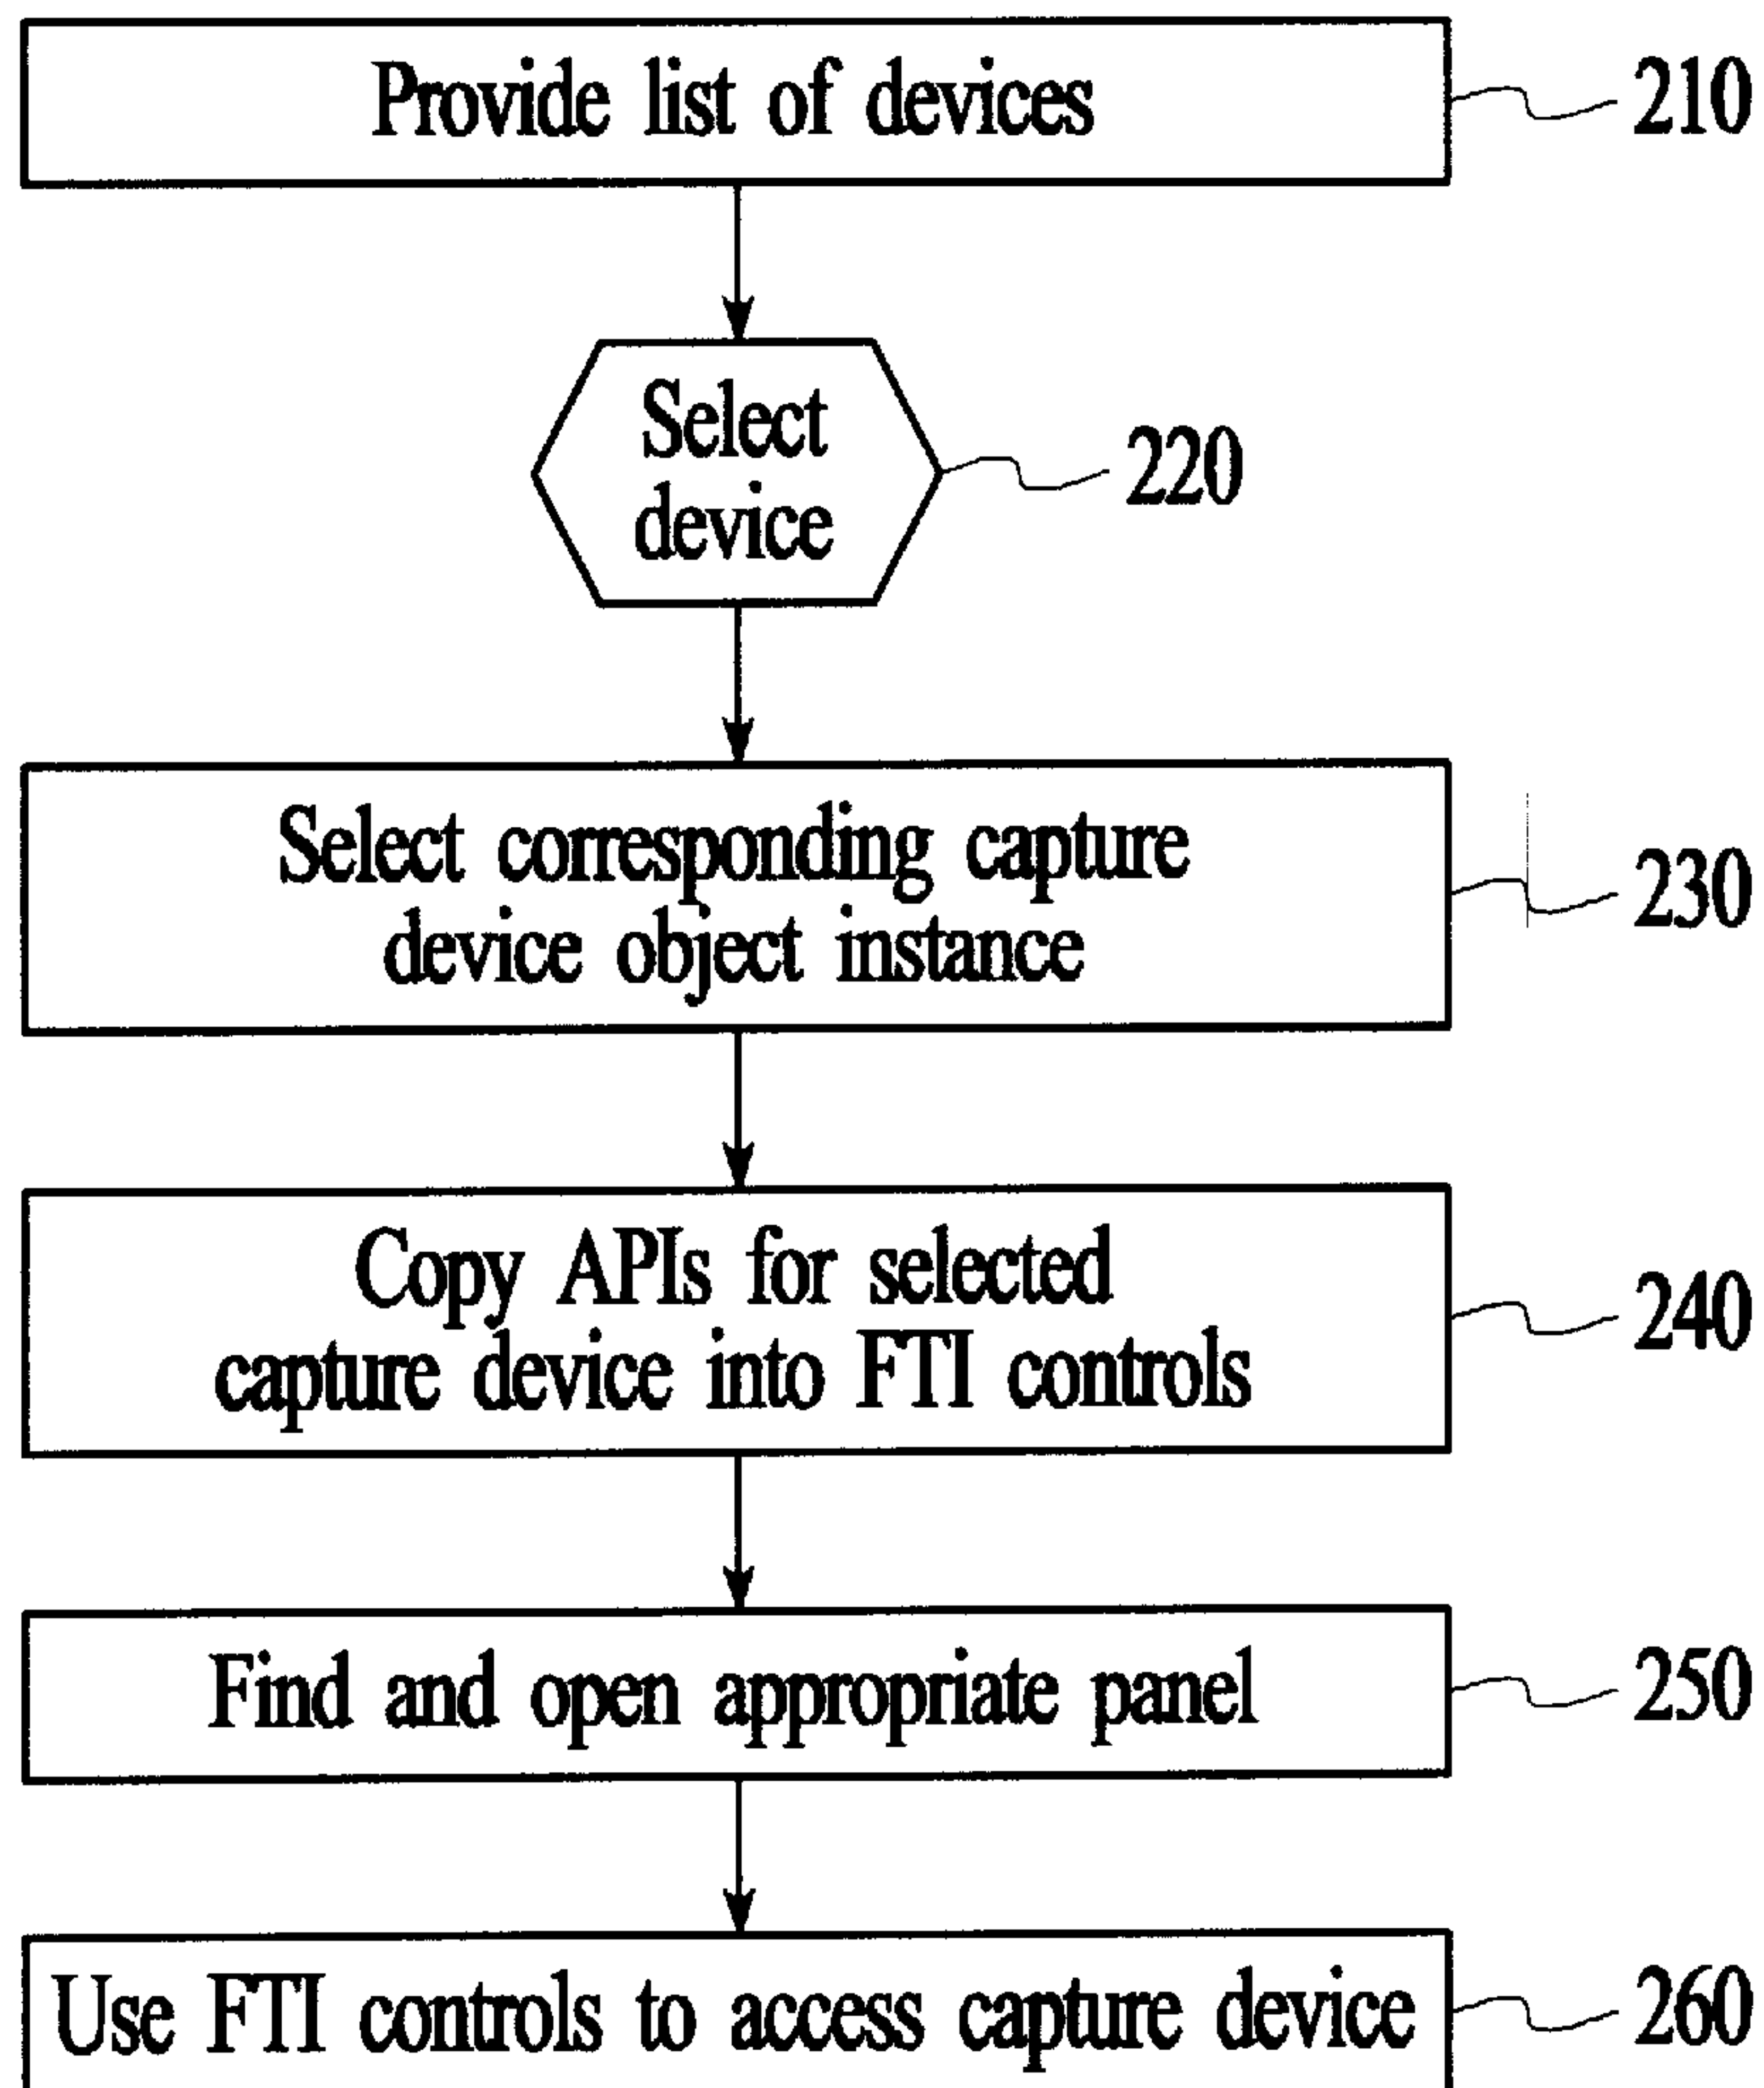 Provide list of devices
210
Select
device
220
Select corresponding capture
device object instance
230
Copy APIs for selected
capture device into FTI controls
240
Find and open appropriate panel
250
Use FTI controls to access capture device
260